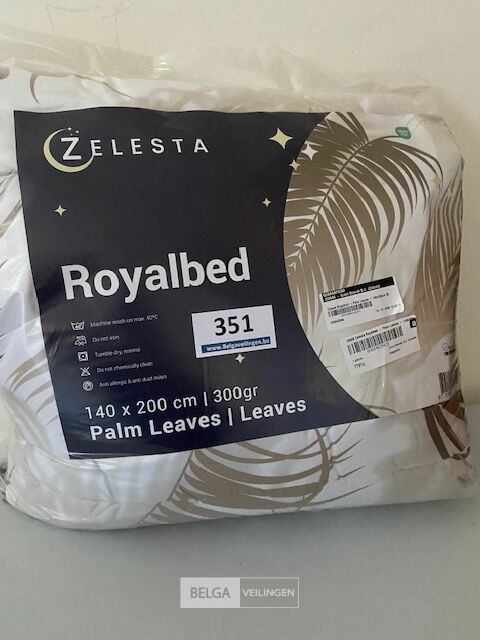 ZELESTA
Royalbed
Machine wash on max. 40°C
Do not iron
Tumble dry, normal
Do not chemically clean
Anti allergic & anti dust mites
351
www.Belgaveilingen.be
140 x 200 cm | 300gr
Palm Leaves | Leaves
BELGA VEILINGEN